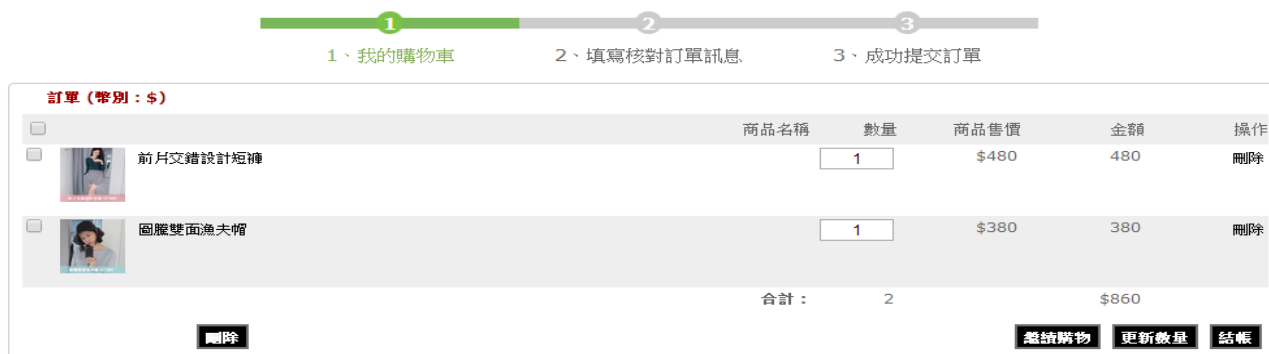 1 2 3
1、我的購物車 2、填寫核對訂單訊息 3、成功提交訂單
訂單 (幣別:$)
商品名稱 數量 商品售價 金額 操作
前片交錯設計短褲 1 $480 480 刪除
圖騰雙面漁夫帽 1 $380 380 刪除
合計: 2 $860
刪除 繼續購物 更新數量 結帳